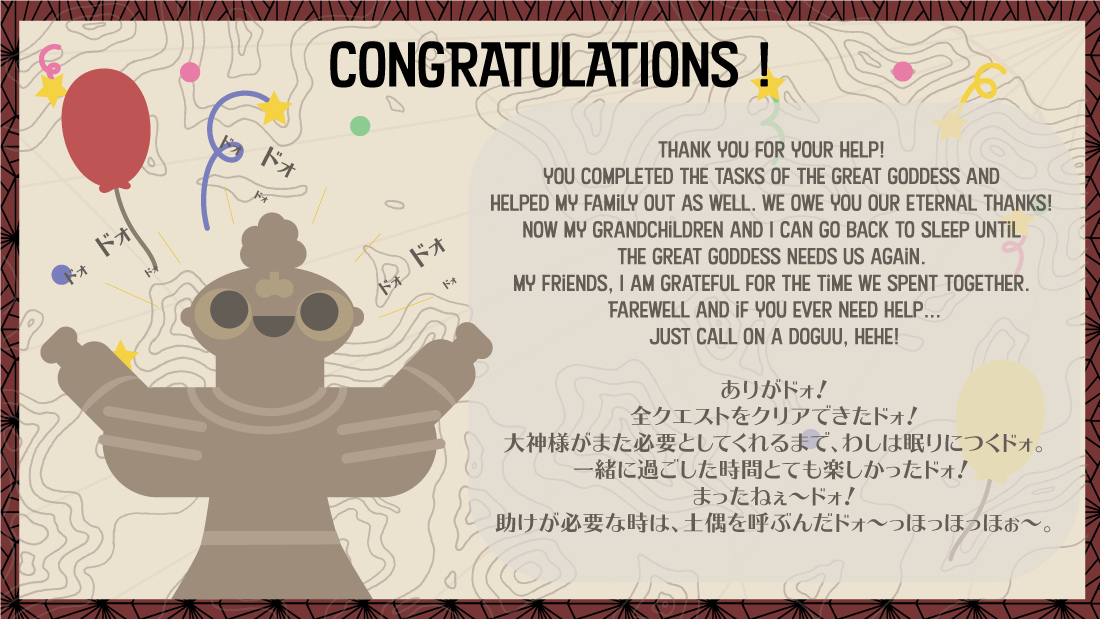 CONGRATULATIONS !
ドォ
ドォ
ドォ
ドォ
ドォ
ドォ
ドォ
ドォ
ドォ
THANK YOU FOR YOUR HELP!
YOU COMPLETED THE TASKS OF THE GREAT GODDESS AND
HELPED MY FAMiLY OUT AS WELL. WE OWE YOU OUR ETERNAL THANKS!
NOW MY GRANDCHiLDREN AND I CAN GO BACK TO SLEEP UNTiL
THE GREAT GODDESS NEEDS US AGAiN.
MY FRiENDS, I AM GRATEFUL FOR THE TiME WE SPENT TOGETHER.
FAREWELL AND iF YOU EVER NEED HELP...
JUST CALL ON A DOGUU, HEHE!
ありがドォ!
全クエストをクリアできたドォ!
大神様がまた必要としてくれるまで、わしは眠りにつくドォ。
一緒に過ごした時間とても楽しかったドォ!
まったねぇ〜ドォ!
助けが必要な時は、土偶を呼ぶんだドォ〜っほっほっほぉ〜。